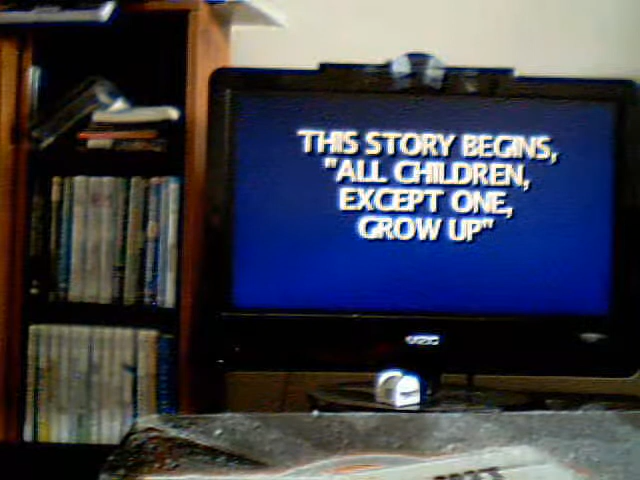 THIS STORY BEGINS,
"ALL CHILDREN,
EXCEPT ONE,
GROW UP"